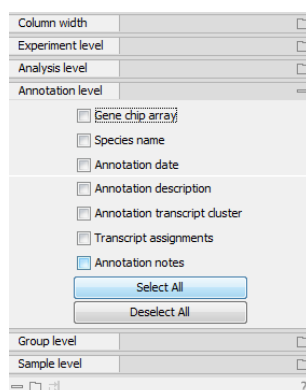 Column width
Experiment level
Analysis level
Annotation level
Gene chip array
Species name
Annotation date
Annotation description
Annotation transcript cluster
Transcript assignments
Annotation notes
Select All
Deselect All
Group level
Sample level